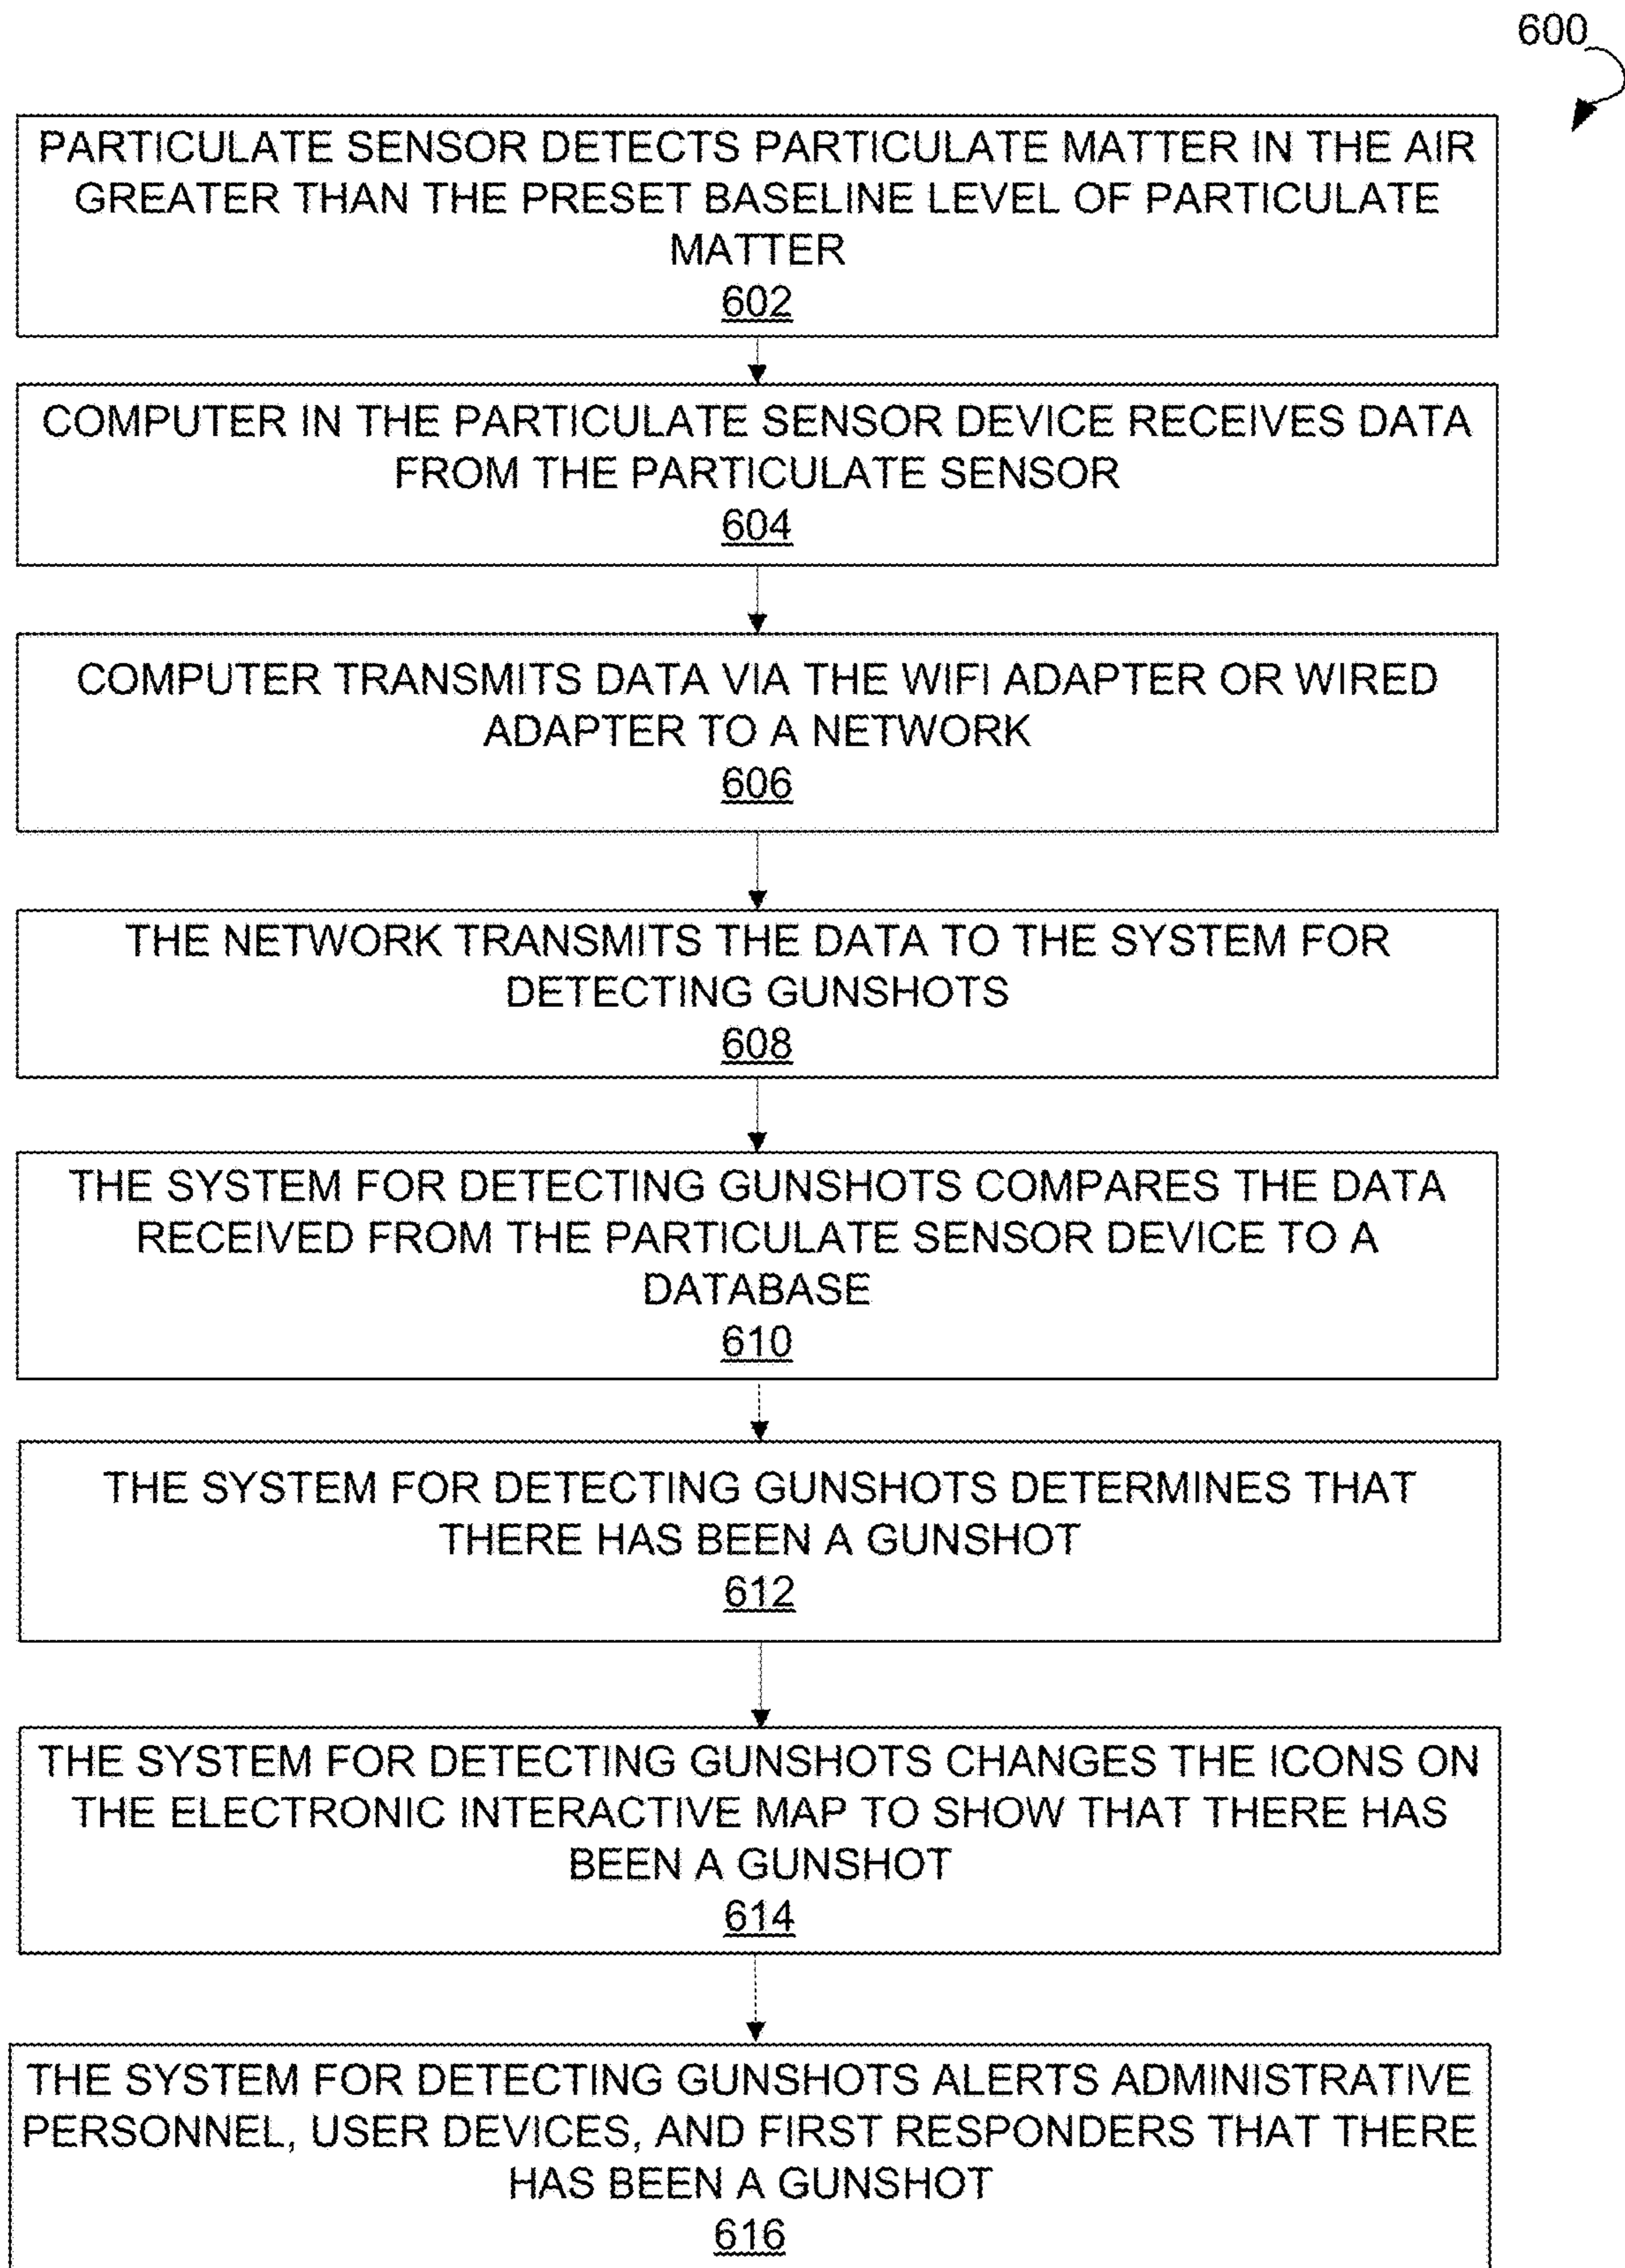 600
PARTICULATE SENSOR DETECTS PARTICULATE MATTER IN THE AIR
GREATER THAN THE PRESET BASELINE LEVEL OF PARTICULATE
MATTER
602
COMPUTER IN THE PARTICULATE SENSOR DEVICE RECEIVES DATA
FROM THE PARTICULATE SENSOR
604
COMPUTER TRANSMITS DATA VIA THE WIFI ADAPTER OR WIRED
ADAPTER TO A NETWORK
606
THE NETWORK TRANSMITS THE DATA TO THE SYSTEM FOR
DETECTING GUNSHOTS
608
THE SYSTEM FOR DETECTING GUNSHOTS COMPARES THE DATA
RECEIVED FROM THE PARTICULATE SENSOR DEVICE TO A
DATABASE
610
THE SYSTEM FOR DETECTING GUNSHOTS DETERMINES THAT
THERE HAS BEEN A GUNSHOT
612
THE SYSTEM FOR DETECTING GUNSHOTS CHANGES THE ICONS ON
THE ELECTRONIC INTERACTIVE MAP TO SHOW THAT THERE HAS
BEEN A GUNSHOT
614
THE SYSTEM FOR DETECTING GUNSHOTS ALERTS ADMINISTRATIVE
PERSONNEL, USER DEVICES, AND FIRST RESPONDERS THAT THERE
HAS BEEN A GUNSHOT
616